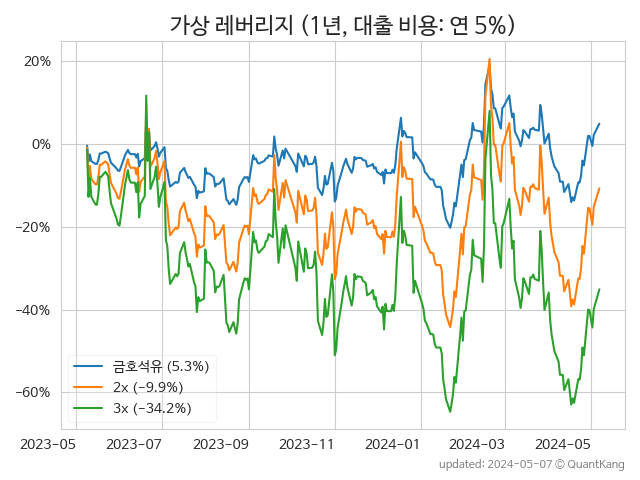 가상 레버리지 (1년, 대출 비용: 연 5%)
20%
0%
−20%
−40%
−60%
금호석유 (5.3%)
2x (−9.9%)
3x (−34.2%)
2023−05 2023−07 2023−09 2023−11 2024−01 2024−03 2024−05
updated: 2024−05−07 © QuantKang